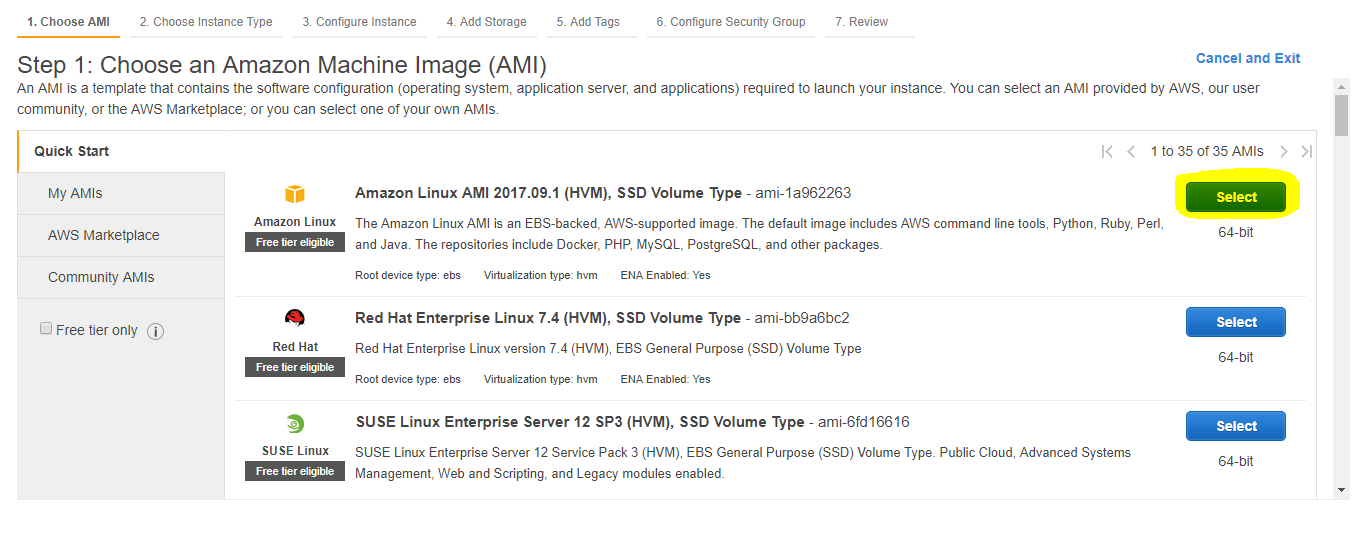 1. Choose AMI
2. Choose Instance Type
3. Configure Instance
4. Add Storage
5. Add Tags
6. Configure Security Group
7. Review
Step 1: Choose an Amazon Machine Image (AMI)
Cancel and Exit
An AMI is a template that contains the software configuration (operating system, application server, and applications) required to launch your instance. You can select an AMI provided by AWS, our user
community, or the AWS Marketplace; or you can select one of your own AMIs.
Quick Start
1 to 35 of 35 AMIs
My AMIs
AWS Marketplace
Community AMIs
Free tier only
i
Amazon Linux
Free tier eligible
Amazon Linux AMI 2017.09.1 (HVM), SSD Volume Type - ami-1a962263
The Amazon Linux AMI is an EBS-backed, AWS-supported image. The default image includes AWS command line tools, Python, Ruby, Perl,
and Java. The repositories include Docker, PHP, MySQL, PostgreSQL, and other packages.
Root device type: ebs Virtualization type: hvm ENA Enabled: Yes
Select
64-bit
Red Hat
Free tier eligible
Red Hat Enterprise Linux 7.4 (HVM), SSD Volume Type - ami-bb9a6bc2
Red Hat Enterprise Linux version 7.4 (HVM), EBS General Purpose (SSD) Volume Type
Root device type: ebs Virtualization type: hvm ENA Enabled: Yes
Select
64-bit
SUSE Linux
Free tier eligible
SUSE Linux Enterprise Server 12 SP3 (HVM), SSD Volume Type - ami-6fd16616
SUSE Linux Enterprise Server 12 Service Pack 3 (HVM), EBS General Purpose (SSD) Volume Type. Public Cloud, Advanced Systems
Management, Web and Scripting, and Legacy modules enabled.
Select
64-bit